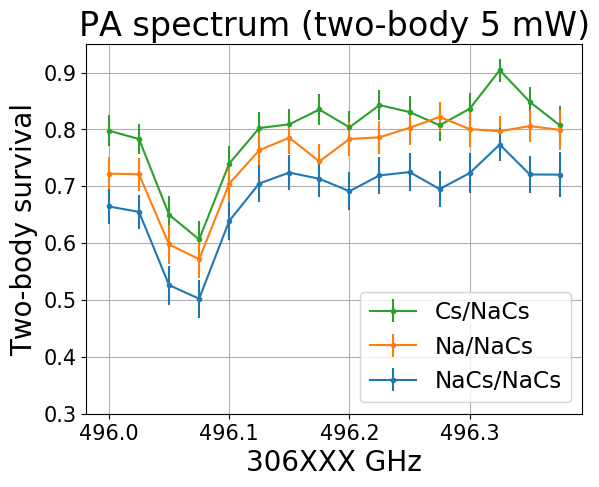 PA spectrum (two-body 5 mW)
Two-body survival
0.9
0.8
0.7
0.6
0.5
0.4
0.3
Cs/NaCs
Na/NaCs
NaCs/NaCs
496.0 496.1 496.2 496.3
306XXX GHz